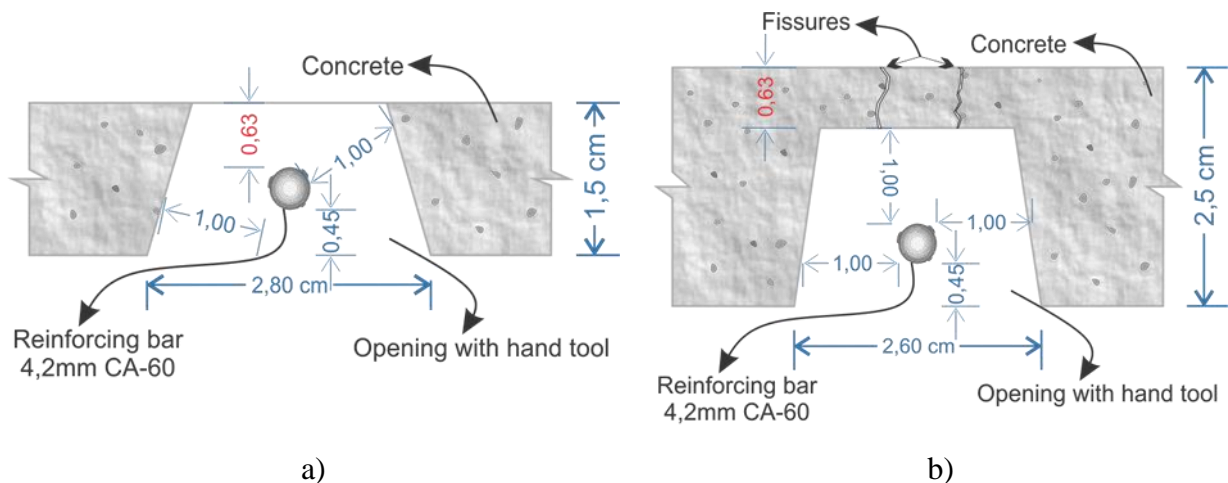 Concrete
0,63
1,00
1,00
0,45
1,5 cm
2,80 cm
Reinforcing bar
4,2mm CA-60
Opening with hand tool
a)
Fissures
Concrete
0,63
1,00
1,00
1,00
0,45
2,5 cm
2,60 cm
Reinforcing bar
4,2mm CA-60
Opening with hand tool
b)